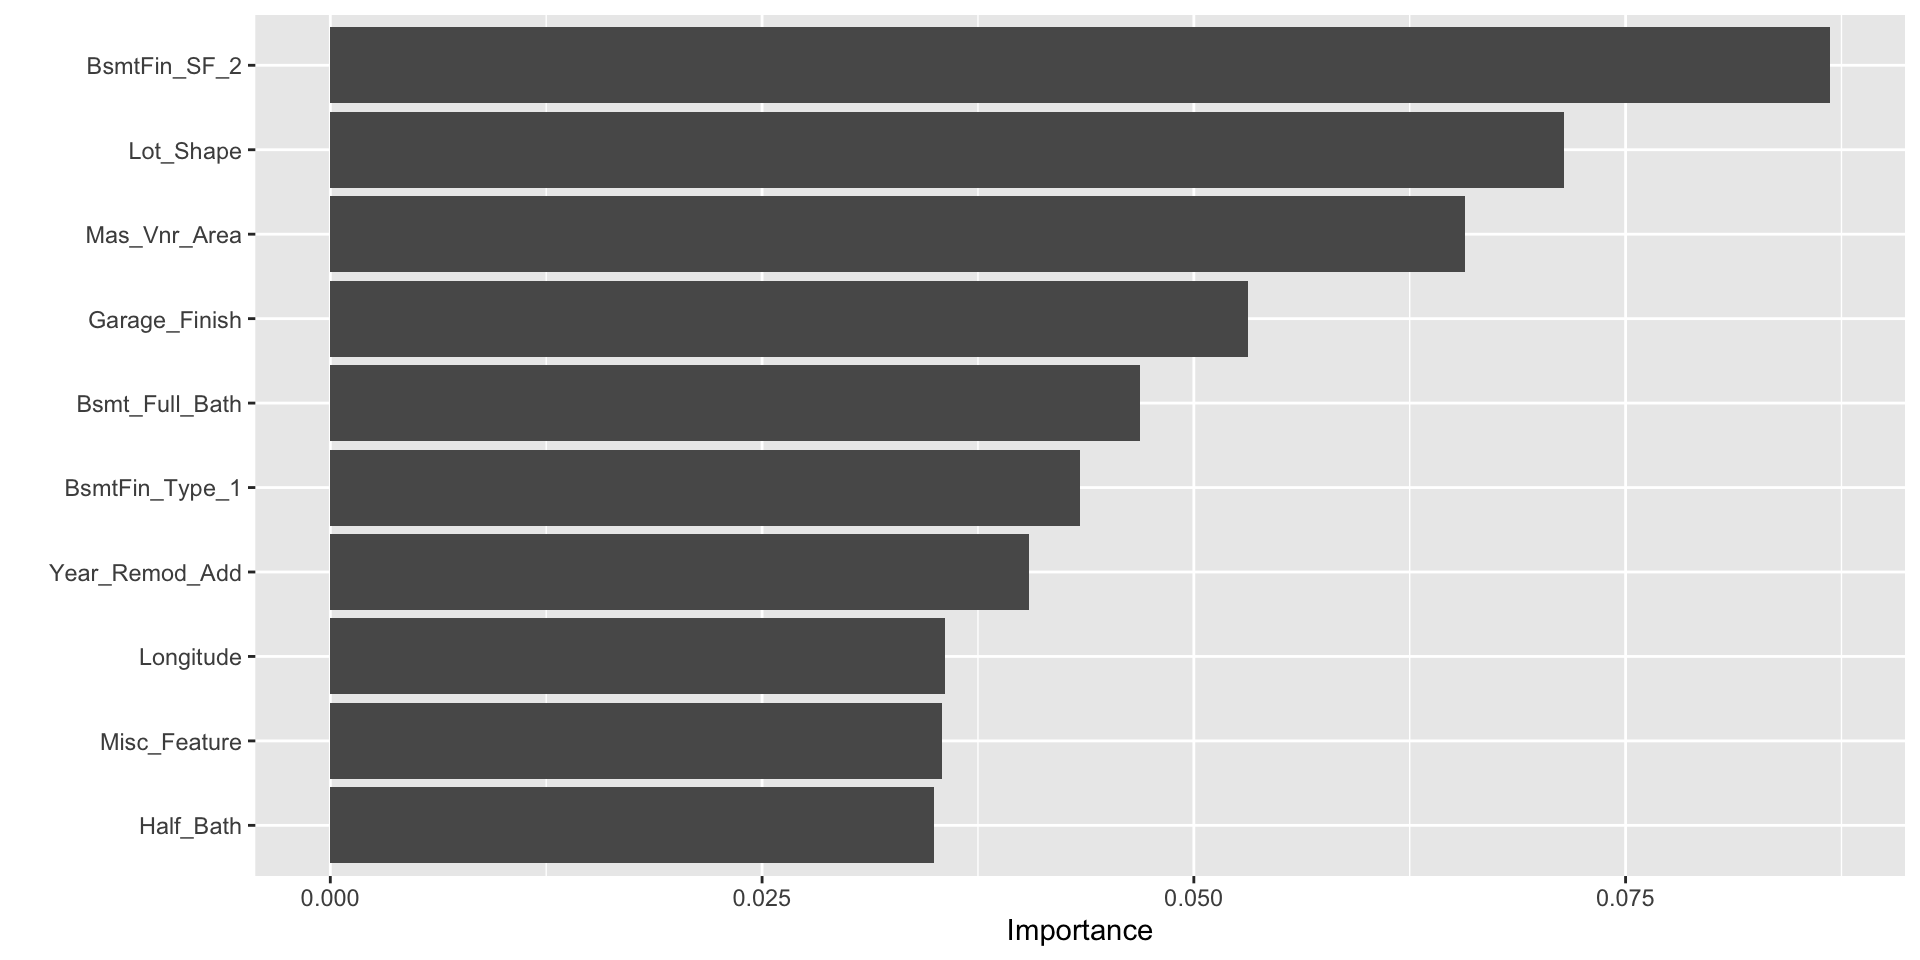 BsmtFin_SF_2
Lot_Shape
Mas_Vnr_Area
Garage_Finish
Bsmt_Full_Bath
BsmtFin_Type_1
Year_Remod_Add
Longitude
Misc_Feature
Half_Bath
0.000 0.025 0.050 0.075
Importance